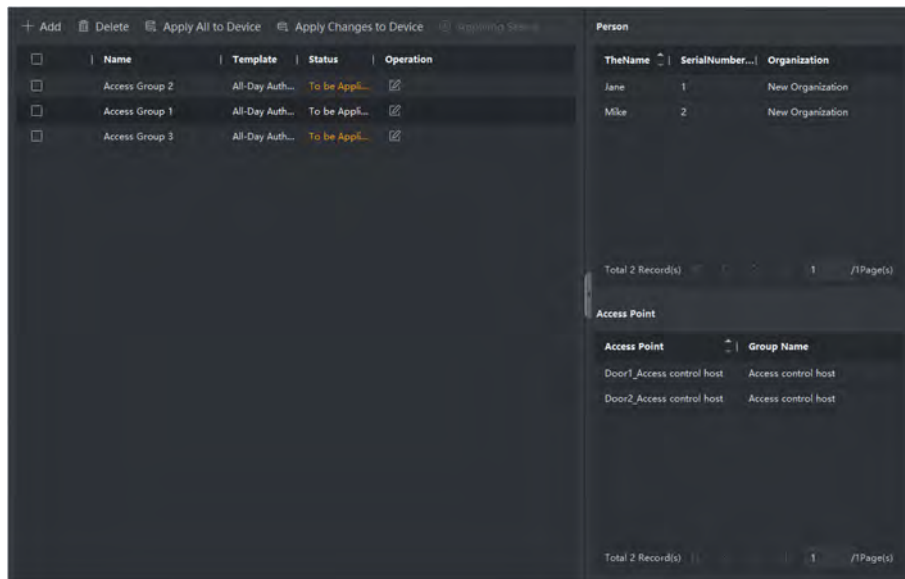 Add Delete Apply All to Device Apply Changes to Device Applying Status
Name Template Status Operation
Access Group 2 All-Day Auth... To be Appli...
Access Group 1 All-Day Auth... To be Appli...
Access Group 3 All-Day Auth... To be Appli...
Person
TheName SerialNumber... Organization
Jane 1 New Organization
Mike 2 New Organization
Total 2 Record(s) 1 /1Page(s)
Access Point
Access Point Group Name
Door1_Access control host Access control host
Door2_Access control host Access control host
Total 2 Record(s) 1 /1Page(s)